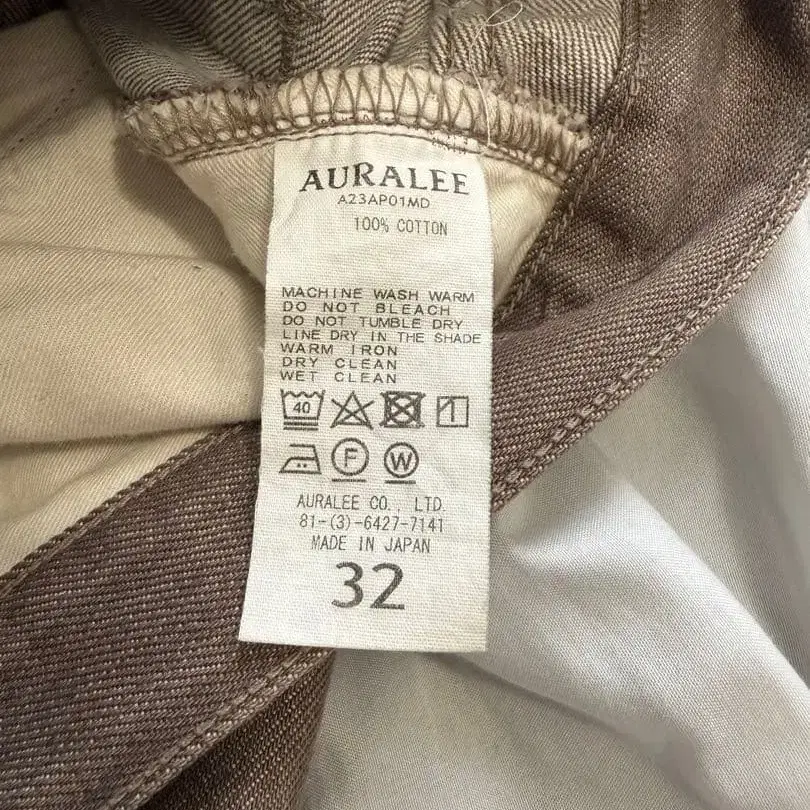 AURALEE
A23AP01MD
100% COTTON
MACHINE WASH WARM
DO NOT BLEACH
DO NOT TUMBLE DRY
LINE DRY IN THE SHADE
WARM IRON
DRY CLEAN
WET CLEAN
40
F W
AURALEE CO., LTD.
81-(3)-6427-7141
MADE IN JAPAN
32